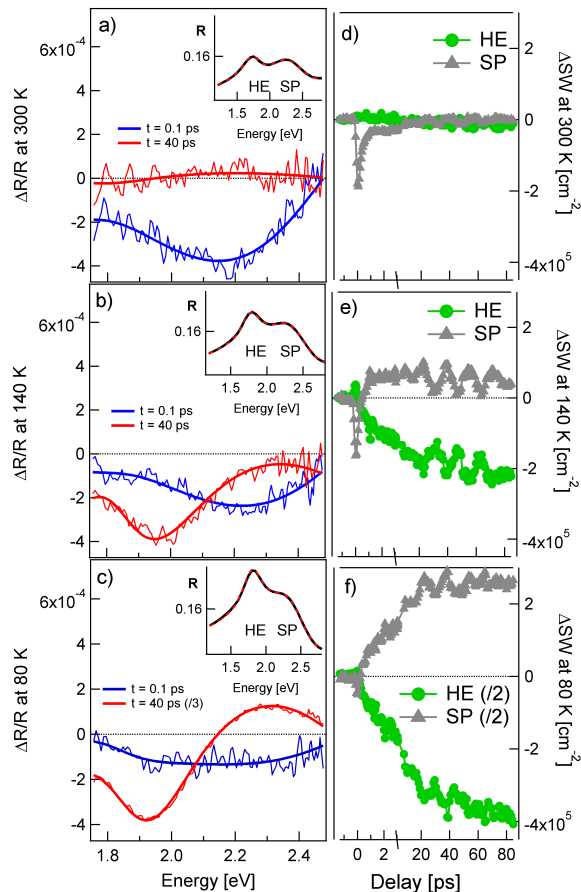 a)
6x10⁻⁴
4
2
0
-2
-4
ΔR/R at 300 K
R
0.16
HE SP
1.5 2.0 2.5
Energy [eV]
t = 0.1 ps
t = 40 ps
d)
HE
SP
2
0
-2
-4x10⁵
ΔSW at 300 K [cm⁻²]
b)
6x10⁻⁴
4
2
0
-2
-4
ΔR/R at 140 K
R
0.16
HE SP
1.5 2.0 2.5
Energy [eV]
t = 0.1 ps
t = 40 ps
e)
HE
SP
2
0
-2
-4x10⁵
ΔSW at 140 K [cm⁻²]
c)
6x10⁻⁴
4
2
0
-2
-4
ΔR/R at 80 K
R
0.16
HE SP
1.5 2.0 2.5
Energy [eV]
t = 0.1 ps
t = 40 ps (/3)
1.8 2.0 2.2 2.4
Energy [eV]
f)
HE (/2)
SP (/2)
2
0
-2
-4x10⁵
ΔSW at 80 K [cm⁻²]
0 2 20 40 60 80
Delay [ps]